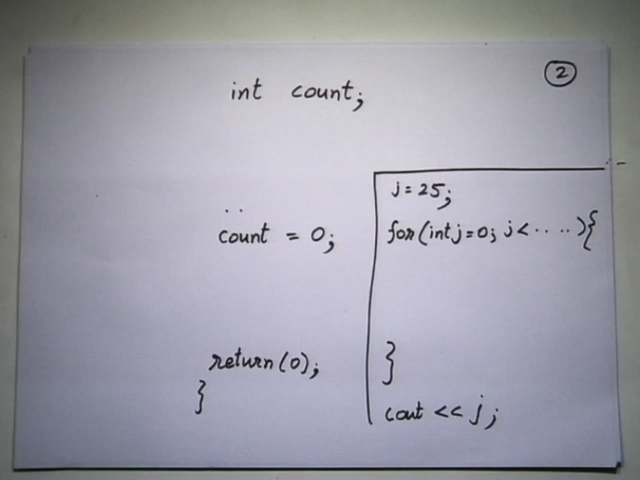 2
int count;
j = 25;
count = 0;
for(int j=0; j< . . . . ){
return(0);
}
}
cout << j;